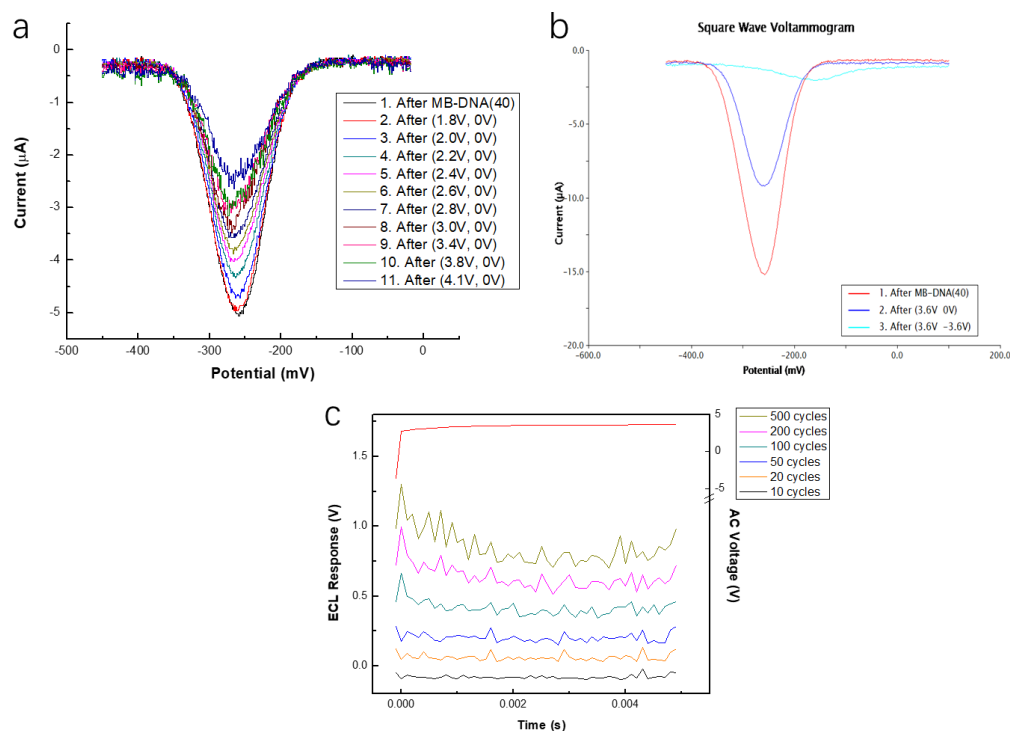 a
0
-1
-2
-3
-4
-5
-500
-400
-300
-200
-100
0
Current (μA)
Potential (mV)
1. After MB-DNA(40)
2. After (1.8V, 0V)
3. After (2.0V, 0V)
4. After (2.2V, 0V)
5. After (2.4V, 0V)
6. After (2.6V, 0V)
7. After (2.8V, 0V)
8. After (3.0V, 0V)
9. After (3.4V, 0V)
10. After (3.8V, 0V)
11. After (4.1V, 0V)
b
Square Wave Voltammogram
0.0
-5.0
-10.0
-15.0
-20.0
-600.0
-400.0
-200.0
0.0
200.0
Current (μA)
Potential (mV)
1. After MB-DNA(40)
2. After (3.6V 0V)
3. After (3.6V -3.6V)
C
1.5
1.0
0.5
0.0
0.000
0.002
0.004
ECL Response (V)
Time (s)
5
0
-5
AC Voltage (V)
500 cycles
200 cycles
100 cycles
50 cycles
20 cycles
10 cycles